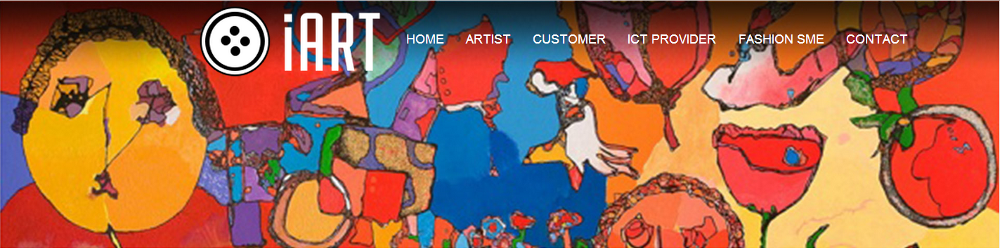 iART
HOME ARTIST CUSTOMER ICT PROVIDER FASHION SME CONTACT